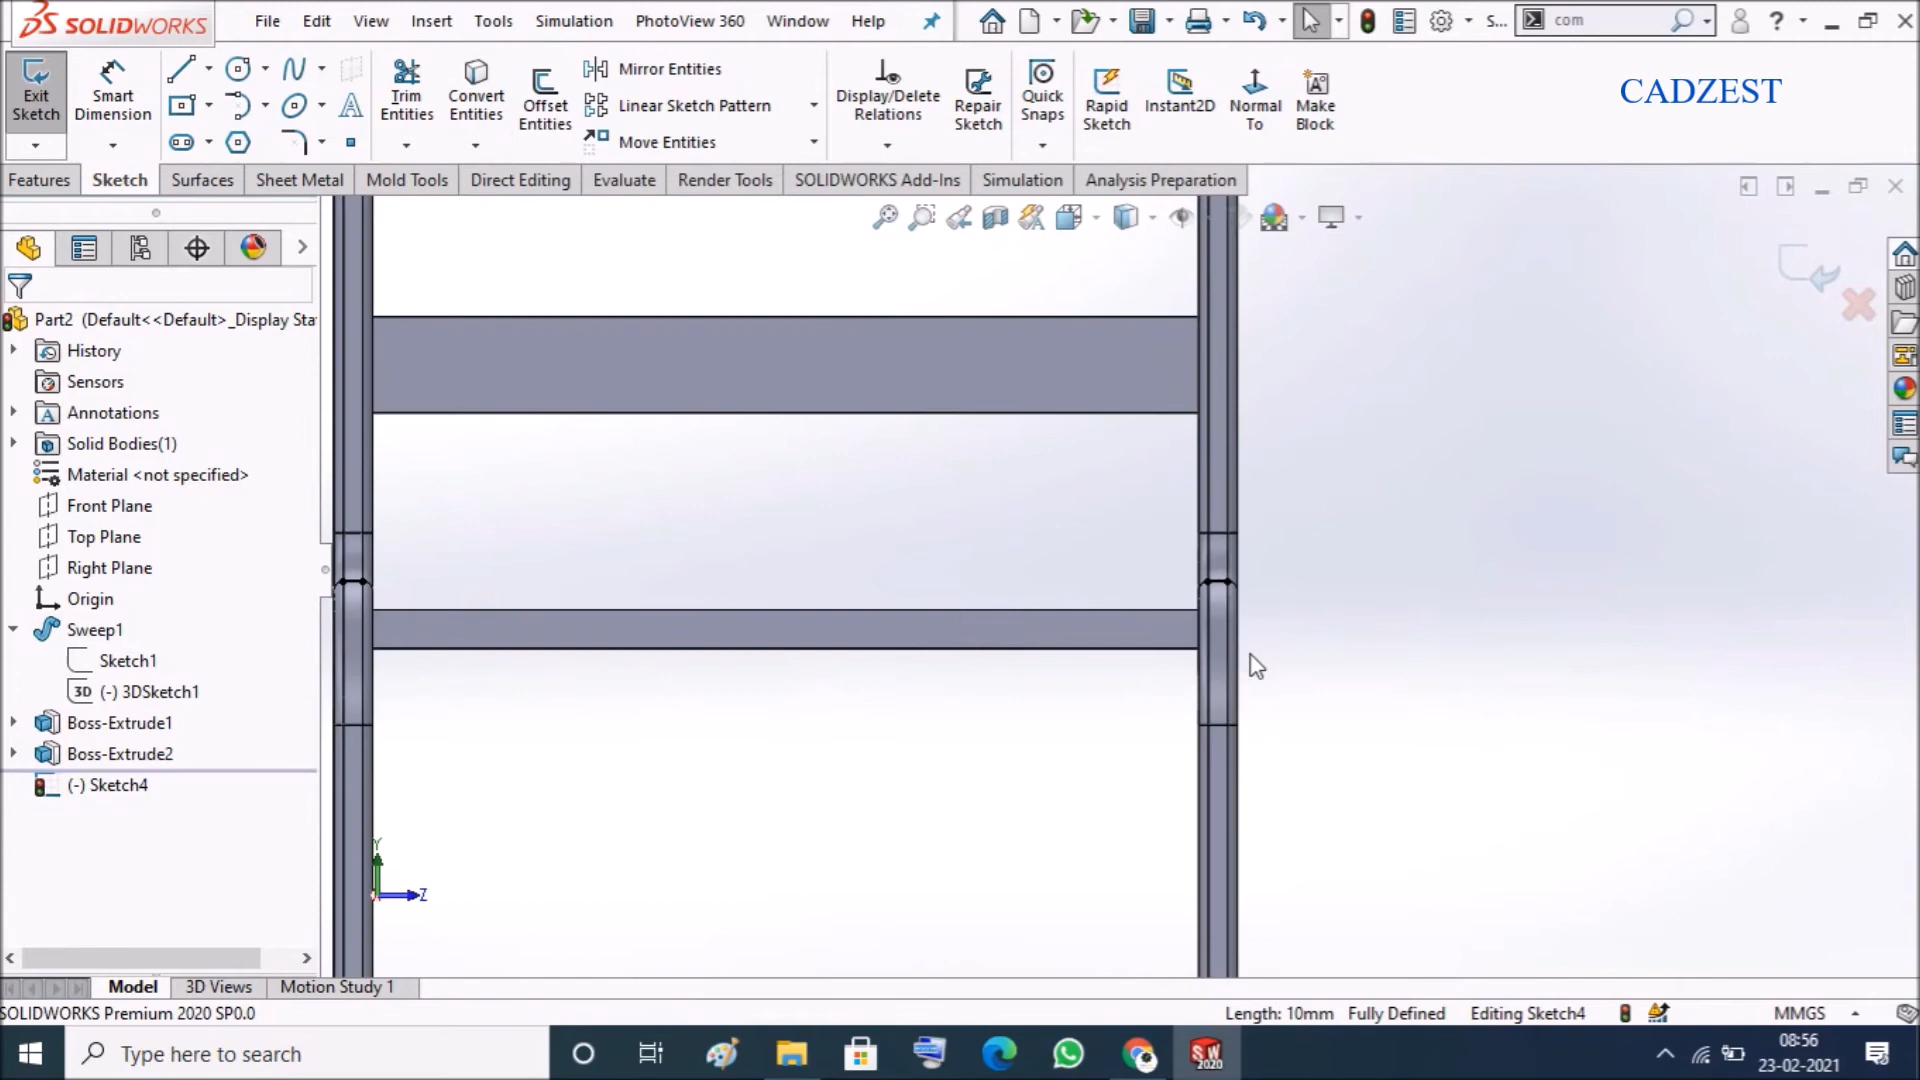 SOLIDWORKS File Edit View Insert Tools Simulation PhotoView 360 Window Help S... com ?
Exit Sketch
Smart Dimension
Trim Entities
Convert Entities
Offset Entities
Mirror Entities
Linear Sketch Pattern
Move Entities
Display/Delete Relations
Repair Sketch
Quick Snaps
Rapid Sketch
Instant2D
Normal To
Make Block
CADZEST
Features Sketch Surfaces Sheet Metal Mold Tools Direct Editing Evaluate Render Tools SOLIDWORKS Add-Ins Simulation Analysis Preparation
Part2 (Default<<Default>_Display Sta
History
Sensors
Annotations
Solid Bodies(1)
Material <not specified>
Front Plane
Top Plane
Right Plane
Origin
Sweep1
Sketch1
3D (-) 3DSketch1
Boss-Extrude1
Boss-Extrude2
(-) Sketch4
Y
Z
Model 3D Views Motion Study 1
SOLIDWORKS Premium 2020 SP0.0 Length: 10mm Fully Defined Editing Sketch4 MMGS
Type here to search
SW 2020
08:56
23-02-2021